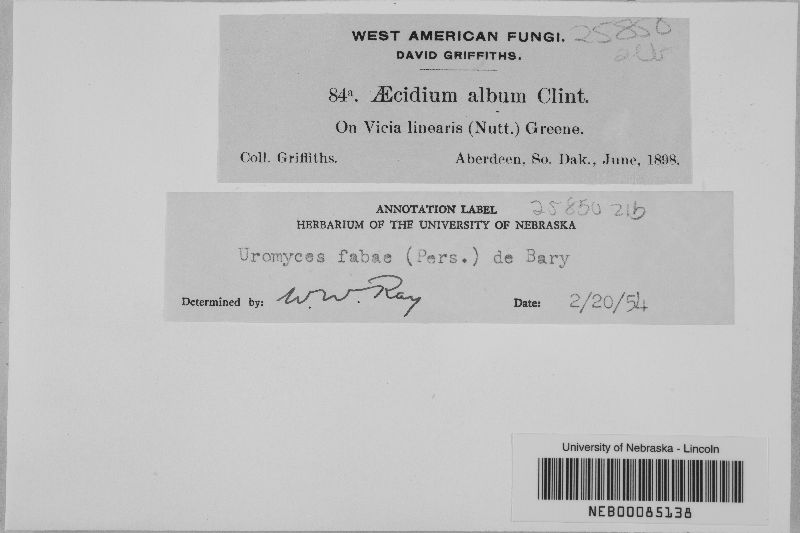 WEST AMERICAN FUNGI. 25850
DAVID GRIFFITHS.
84a. Æcidium album Clint.
On Vicia linearis (Nutt.) Greene.
Coll. Griffiths. Aberdeen, So. Dak., June, 1898.
ANNOTATION LABEL 25850 21b
HERBARIUM OF THE UNIVERSITY OF NEBRASKA
Uromyces fabae (Pers.) de Bary
Determined by: W. W. Ray Date: 2/20/54
University of Nebraska - Lincoln
NEB00085138